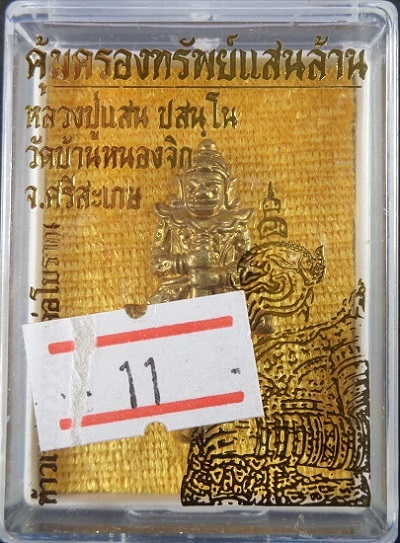 คุ้มครองทรัพย์แสนล้าน
หลวงปู่แสน ปสนฺโน
วัดบ้านหนองจิก
จ.ศรีสะเกษ
11